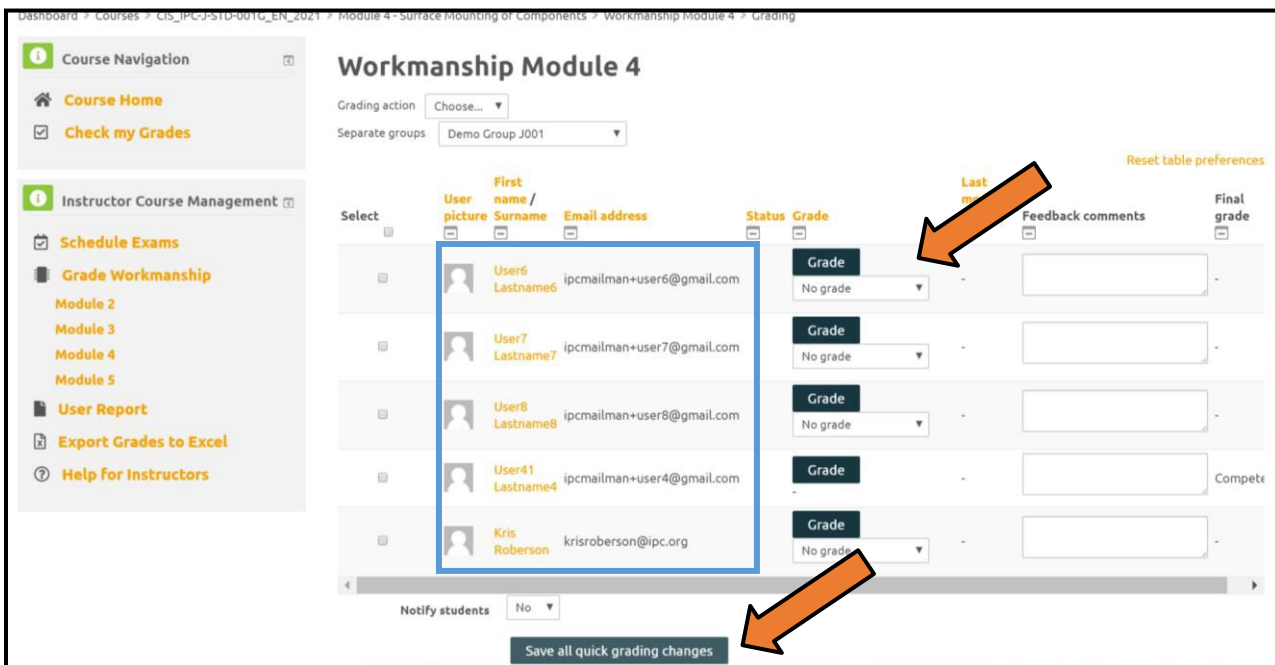 Dashboard > Courses > CIS_IPC-J-STD-001G_EN_2021 > Module 4 - Surface Mounting of Components > Workmanship Module 4 > Grading
Course Navigation
Course Home
Check my Grades
Instructor Course Management
Schedule Exams
Grade Workmanship
Module 2
Module 3
Module 4
Module 5
User Report
Export Grades to Excel
Help for Instructors
Workmanship Module 4
Grading action Choose...
Separate groups Demo Group J001
Reset table preferences
Select
User picture
First name / Surname
Email address
Status
Grade
Last
Feedback comments
Final grade
User6 Lastname6
ipcmailman+user6@gmail.com
Grade
No grade
-
-
User7 Lastname7
ipcmailman+user7@gmail.com
Grade
No grade
-
-
User8 Lastname8
ipcmailman+user8@gmail.com
Grade
No grade
-
-
User41 Lastname4
ipcmailman+user4@gmail.com
Grade
-
-
Compete
Kris Roberson
krisroberson@ipc.org
Grade
No grade
-
-
Notify students No
Save all quick grading changes